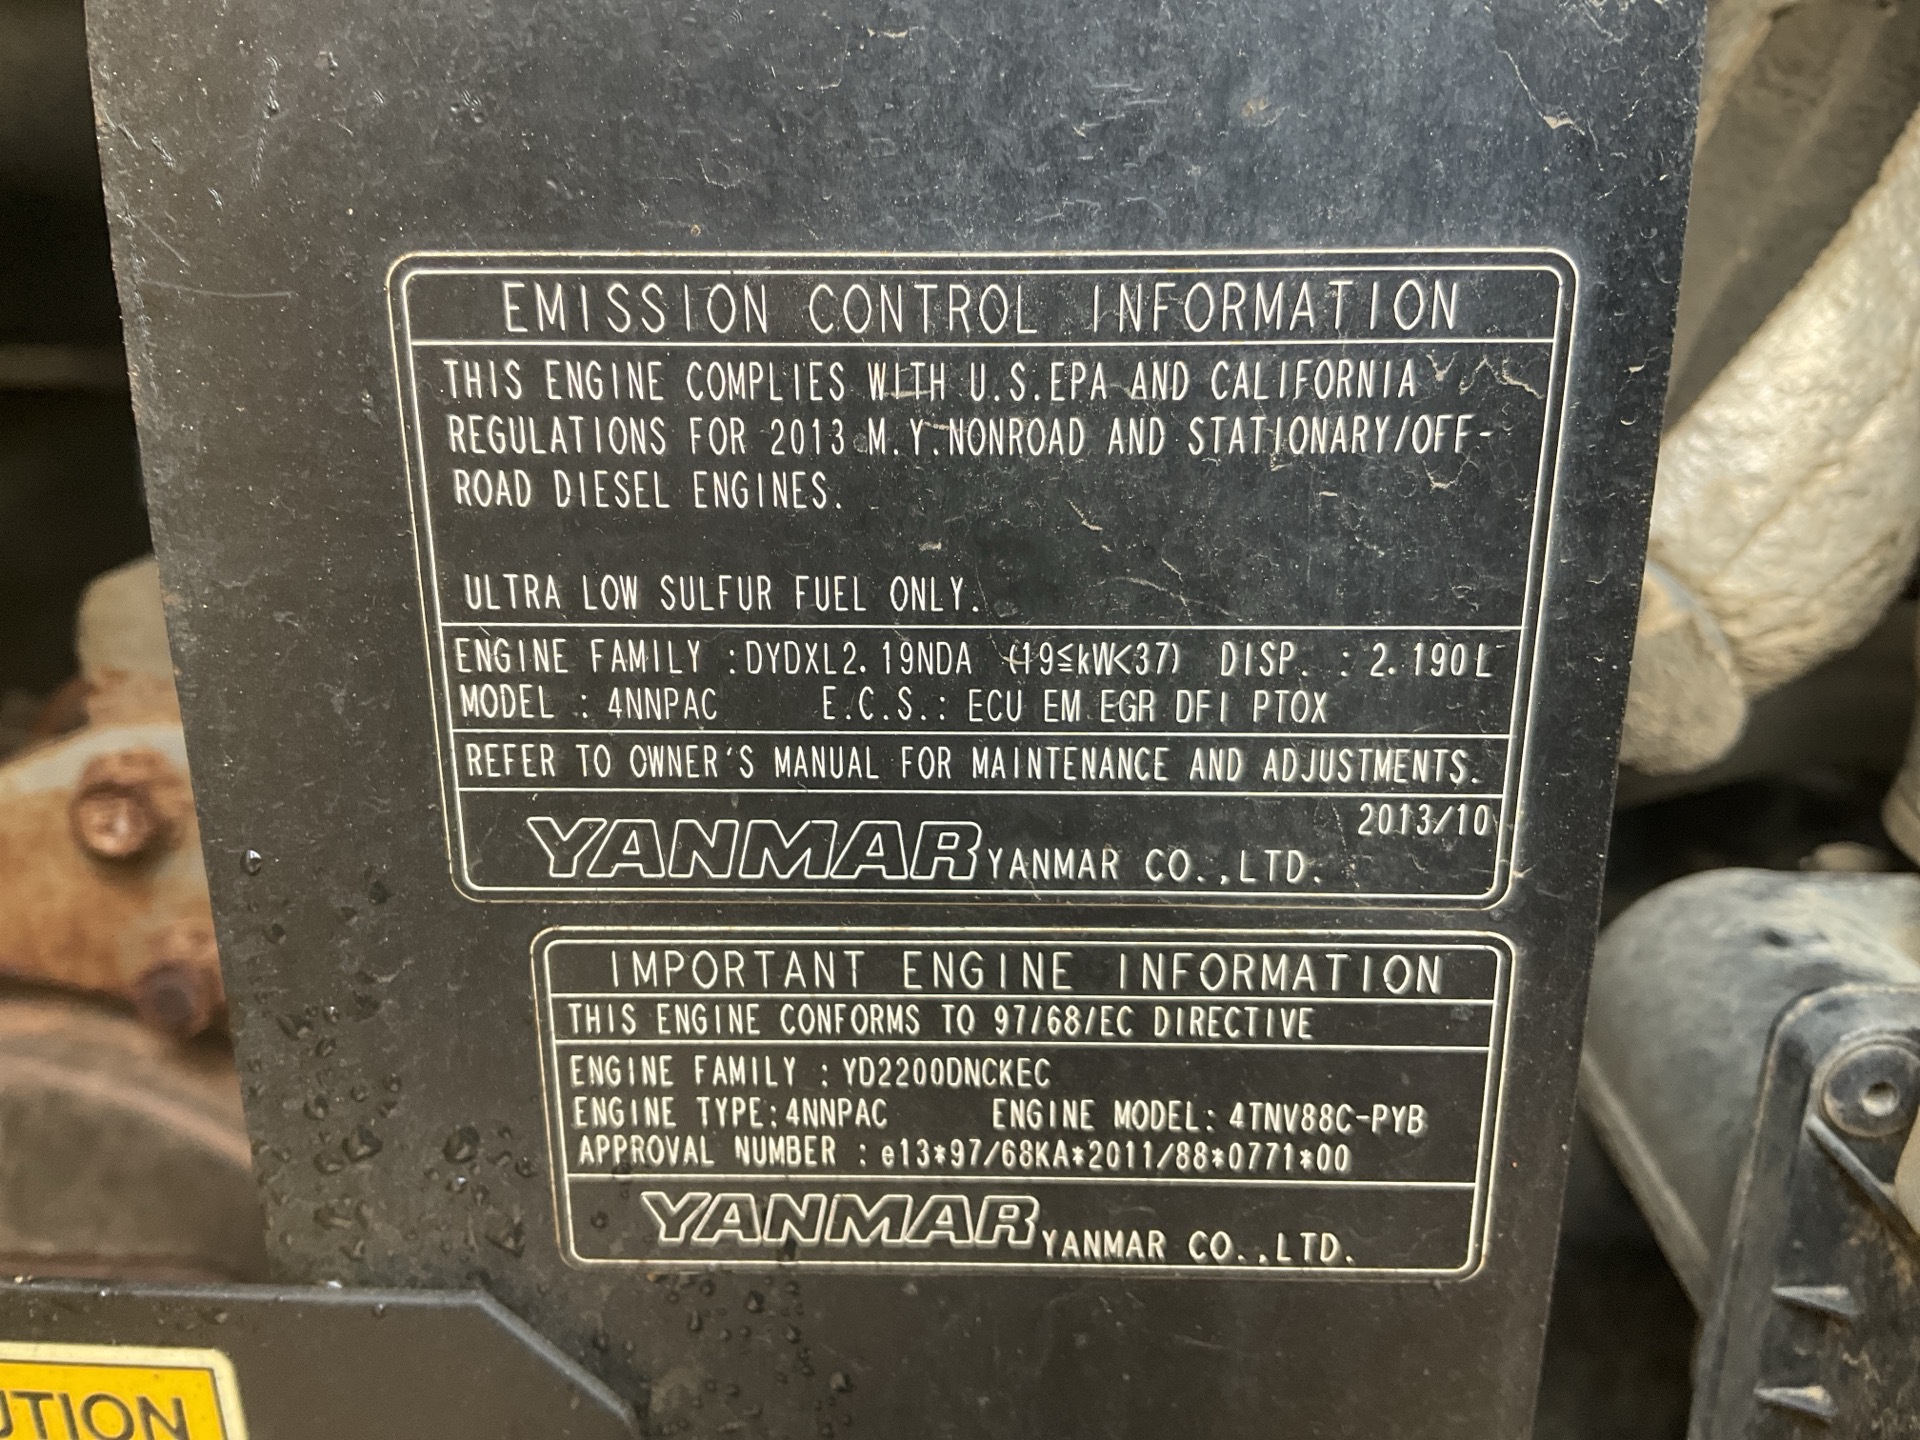 EMISSION CONTROL INFORMATION
THIS ENGINE COMPLIES WITH U.S.EPA AND CALIFORNIA
REGULATIONS FOR 2013 M.Y.NONROAD AND STATIONARY/OFF-
ROAD DIESEL ENGINES.
ULTRA LOW SULFUR FUEL ONLY.
ENGINE FAMILY :DYDXL2.19NDA (19≦kW<37) DISP. : 2.190L
MODEL : 4NNPAC E.C.S.: ECU EM EGR DFI PTOX
REFER TO OWNER'S MANUAL FOR MAINTENANCE AND ADJUSTMENTS.
2013/10
YANMAR YANMAR CO.,LTD.
IMPORTANT ENGINE INFORMATION
THIS ENGINE CONFORMS TO 97/68/EC DIRECTIVE
ENGINE FAMILY : YD2200DNCKEC
ENGINE TYPE:4NNPAC ENGINE MODEL: 4TNV88C-PYB
APPROVAL NUMBER : e13*97/68KA*2011/88*0771*00
YANMAR YANMAR CO.,LTD.
UTION